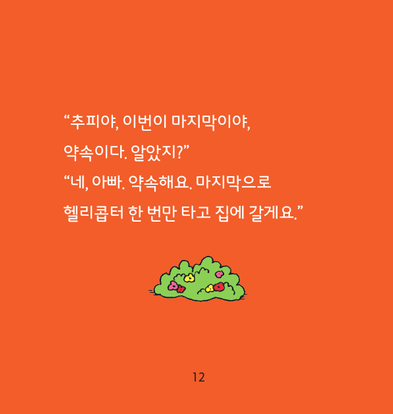 “추피야, 이번이 마지막이야,
약속이다. 알았지?”
“네, 아빠. 약속해요. 마지막으로
헬리콥터 한 번만 타고 집에 갈게요.”
12